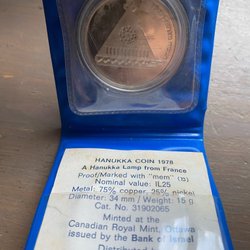 HANUKKA COIN 1978
A Hanukka Lamp from France
Proof/Marked with "mem" (מ)
Nominal value: IL25
Metal: 75% copper, 25% nickel
Diameter: 34 mm / Weight: 15 g
Cat. No. 31902065
Minted at the
Canadian Royal Mint, Ottawa
issued by the Bank of Israel
Distributed